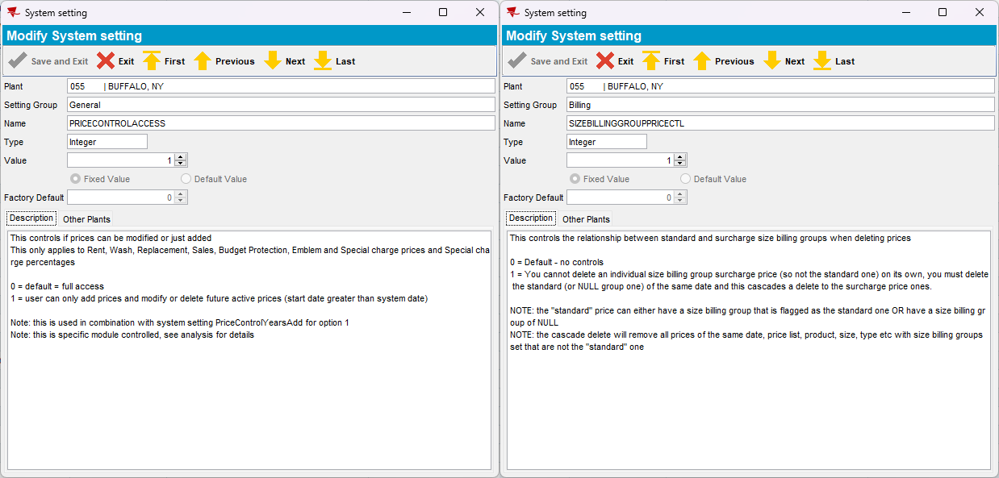 System setting
Modify System setting
Save and Exit Exit First Previous Next Last
Plant 055 | BUFFALO, NY
Setting Group General
Name PRICECONTROLACCESS
Type Integer
Value 1
Fixed Value Default Value
Factory Default 0
Description Other Plants
This controls if prices can be modified or just added
This only applies to Rent, Wash, Replacement, Sales, Budget Protection, Emblem and Special charge prices and Special cha
rge percentages
0 = default = full access
1 = user can only add prices and modify or delete future active prices (start date greater than system date)
Note: this is used in combination with system setting PriceControlYearsAdd for option 1
Note: this is specific module controlled, see analysis for details
System setting
Modify System setting
Save and Exit Exit First Previous Next Last
Plant 055 | BUFFALO, NY
Setting Group Billing
Name SIZEBILLINGGROUPPRICECTL
Type Integer
Value 1
Fixed Value Default Value
Factory Default 0
Description Other Plants
This controls the relationship between standard and surcharge size billing groups when deleting prices
0 = Default - no controls
1 = You cannot delete an individual size billing group surcharge price (so not the standard one) on its own, you must delete
the standard (or NULL group one) of the same date and this cascades a delete to the surcharge price ones.
NOTE: the "standard" price can either have a size billing group that is flagged as the standard one OR have a size billing gr
oup of NULL
NOTE: the cascade delete will remove all prices of the same date, price list, product, size, type etc with size billing groups
set that are not the "standard" one